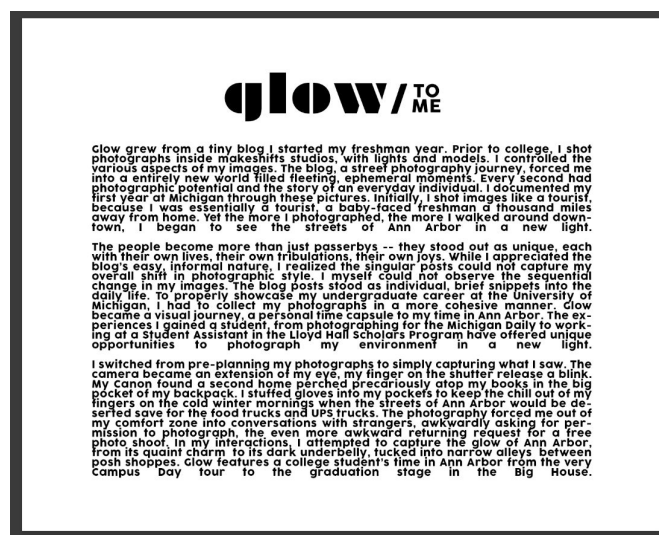 glow/TO ME
Glow grew from a tiny blog I started my freshman year. Prior to college, I shot
photographs inside makeshifts studios, with lights and models. I controlled the
various aspects of my images. The blog, a street photography journey, forced me
into a entirely new world filled fleeting, ephemeral moments. Every second had
photographic potential and the story of an everyday individual. I documented my
first year at Michigan through these pictures. Initially, I shot images like a tourist,
because I was essentially a tourist, a baby-faced freshman a thousand miles
away from home. Yet the more I photographed, the more I walked around down-
town, I began to see the streets of Ann Arbor in a new light.
The people become more than just passerbys -- they stood out as unique, each
with their own lives, their own tribulations, their own joys. While I appreciated the
blog's easy, informal nature, I realized the singular posts could not capture my
overall shift in photographic style. I myself could not observe the sequential
change in my images. The blog posts stood as individual, brief snippets into the
daily life. To properly showcase my undergraduate career at the University of
Michigan, I had to collect my photographs in a more cohesive manner. Glow
became a visual journey, a personal time capsule to my time in Ann Arbor. The ex-
periences I gained a student, from photographing for the Michigan Daily to work-
ing at a Student Assistant in the Lloyd Hall Scholars Program have offered unique
opportunities to photograph my environment in a new light.
I switched from pre-planning my photographs to simply capturing what I saw. The
camera became an extension of my eye, my finger on the shutter release a blink.
My Canon found a second home perched precariously atop my books in the big
pocket of my backpack. I stuffed gloves into my pockets to keep the chill out of my
fingers on the cold winter mornings when the streets of Ann Arbor would be de-
serted save for the food trucks and UPS trucks. The photography forced me out of
my comfort zone into conversations with strangers, awkwardly asking for per-
mission to photograph, the even more awkward returning request for a free
photo shoot. In my interactions, I attempted to capture the glow of Ann Arbor,
from its quaint charm to its dark underbelly, tucked into narrow alleys between
posh shoppes. Glow features a college student's time in Ann Arbor from the very
Campus Day tour to the graduation stage in the Big House.